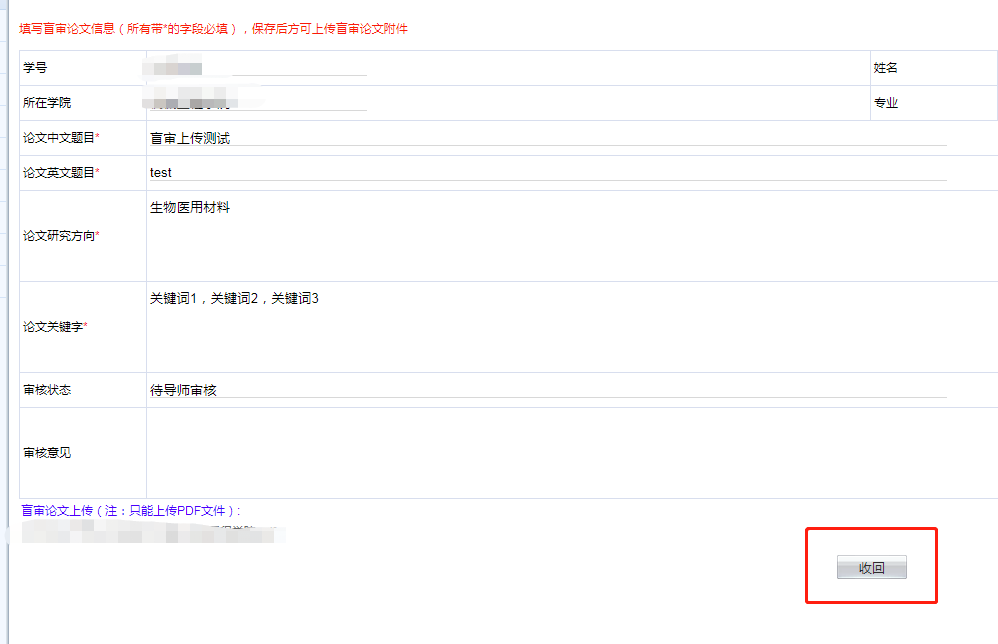 填写盲审论文信息（所有带*的字段必填），保存后方可上传盲审论文附件
学号
姓名
所在学院
专业
论文中文题目* 盲审上传测试
论文英文题目* test
论文研究方向* 生物医用材料
论文关键字* 关键词1，关键词2，关键词3
审核状态 待导师审核
审核意见
盲审论文上传（注：只能上传PDF文件）:
收回